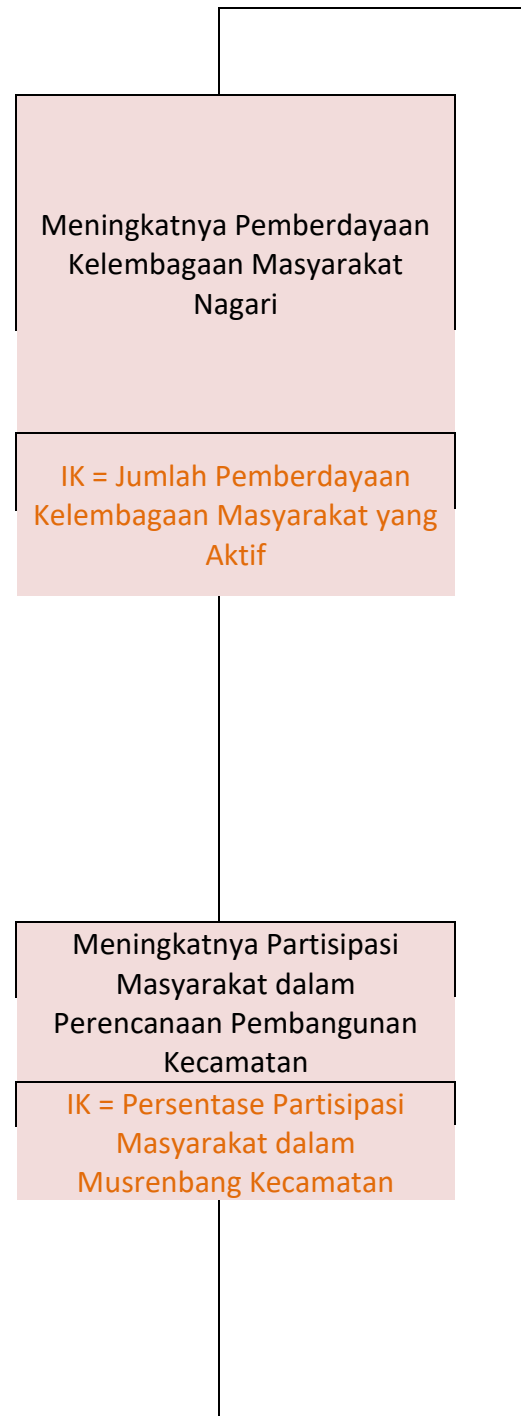 Meningkatnya Pemberdayaan
Kelembagaan Masyarakat
Nagari
IK = Jumlah Pemberdayaan
Kelembagaan Masyarakat yang
Aktif
Meningkatnya Partisipasi
Masyarakat dalam
Perencanaan Pembangunan
Kecamatan
IK = Persentase Partisipasi
Masyarakat dalam
Musrenbang Kecamatan